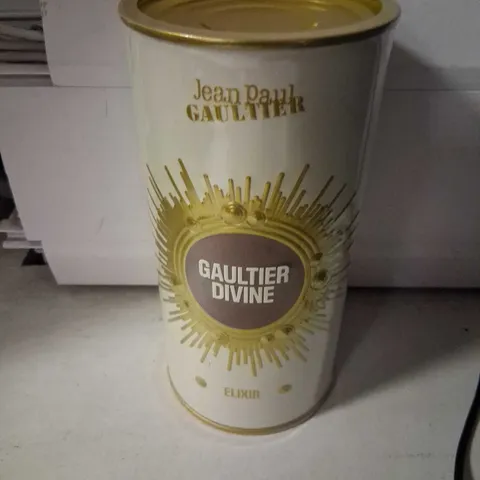 Jean Paul
GAULTIER
GAULTIER
DIVINE
ELIXIR